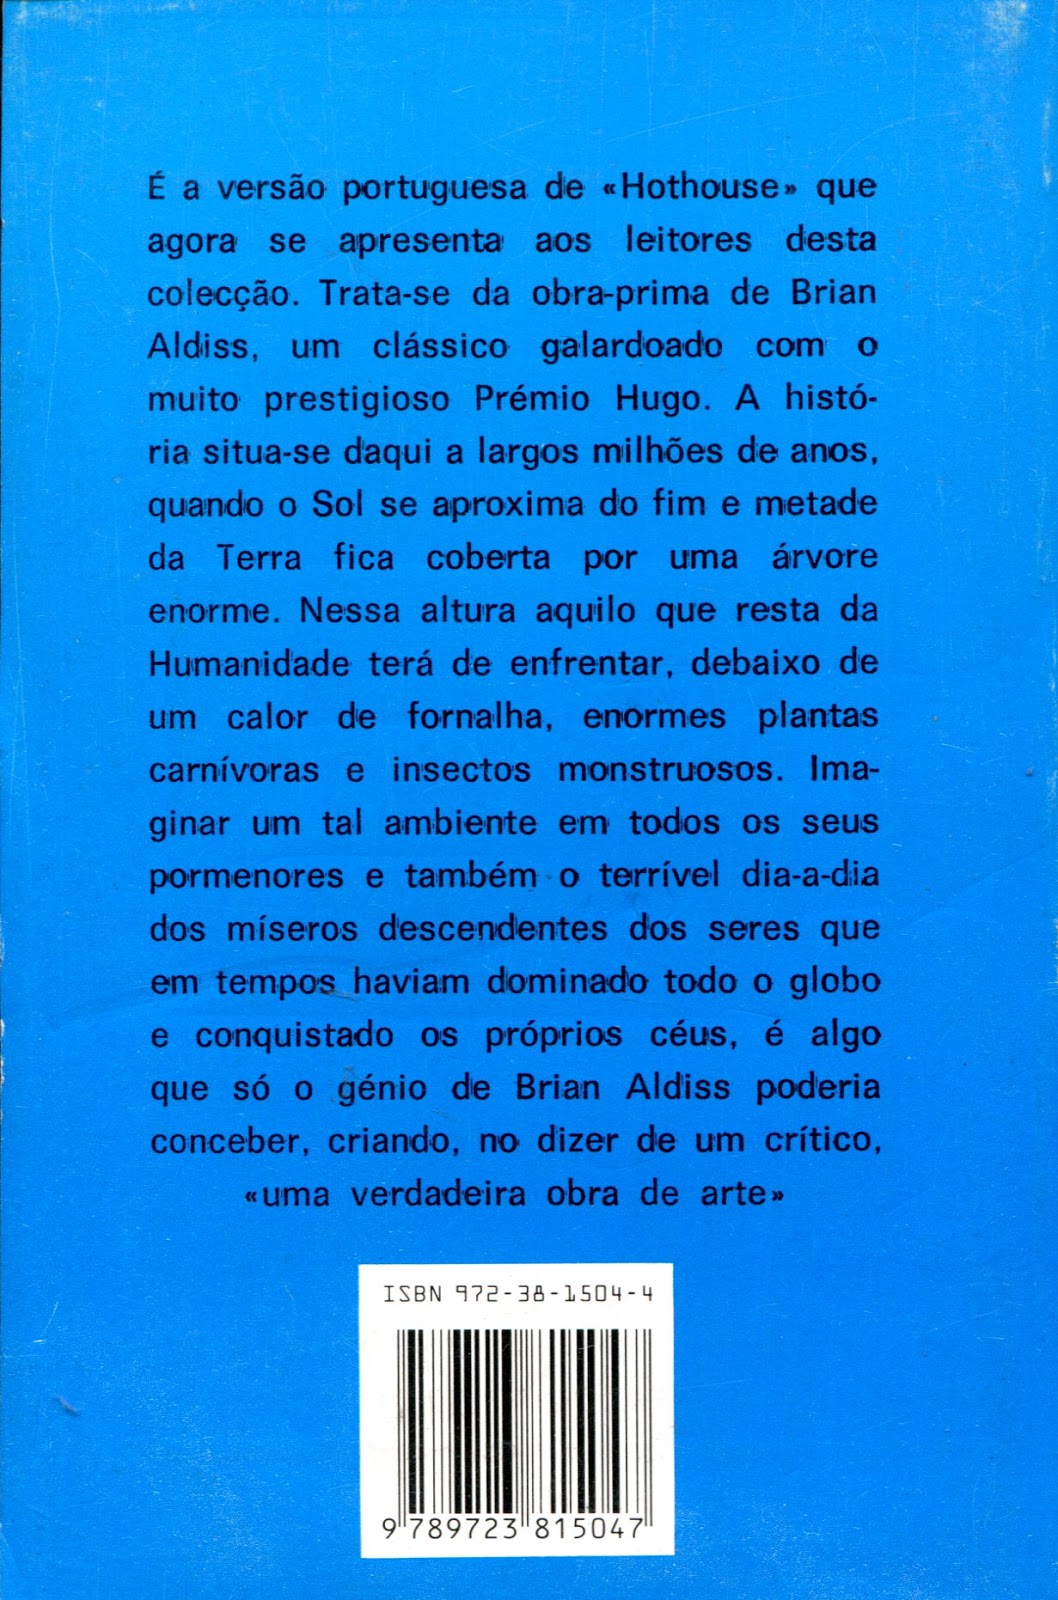 É a versão portuguesa de «Hothouse» que
agora se apresenta aos leitores desta
colecção. Trata-se da obra-prima de Brian
Aldiss, um clássico galardoado com o
muito prestigioso Prémio Hugo. A histó-
ria situa-se daqui a largos milhões de anos,
quando o Sol se aproxima do fim e metade
da Terra fica coberta por uma árvore
enorme. Nessa altura aquilo que resta da
Humanidade terá de enfrentar, debaixo de
um calor de fornalha, enormes plantas
carnívoras e insectos monstruosos. Ima-
ginar um tal ambiente em todos os seus
pormenores e também o terrível dia-a-dia
dos míseros descendentes dos seres que
em tempos haviam dominado todo o globo
e conquistado os próprios céus, é algo
que só o génio de Brian Aldiss poderia
conceber, criando, no dizer de um crítico,
«uma verdadeira obra de arte»
ISBN 972-38-1504-4
9 789723 815047